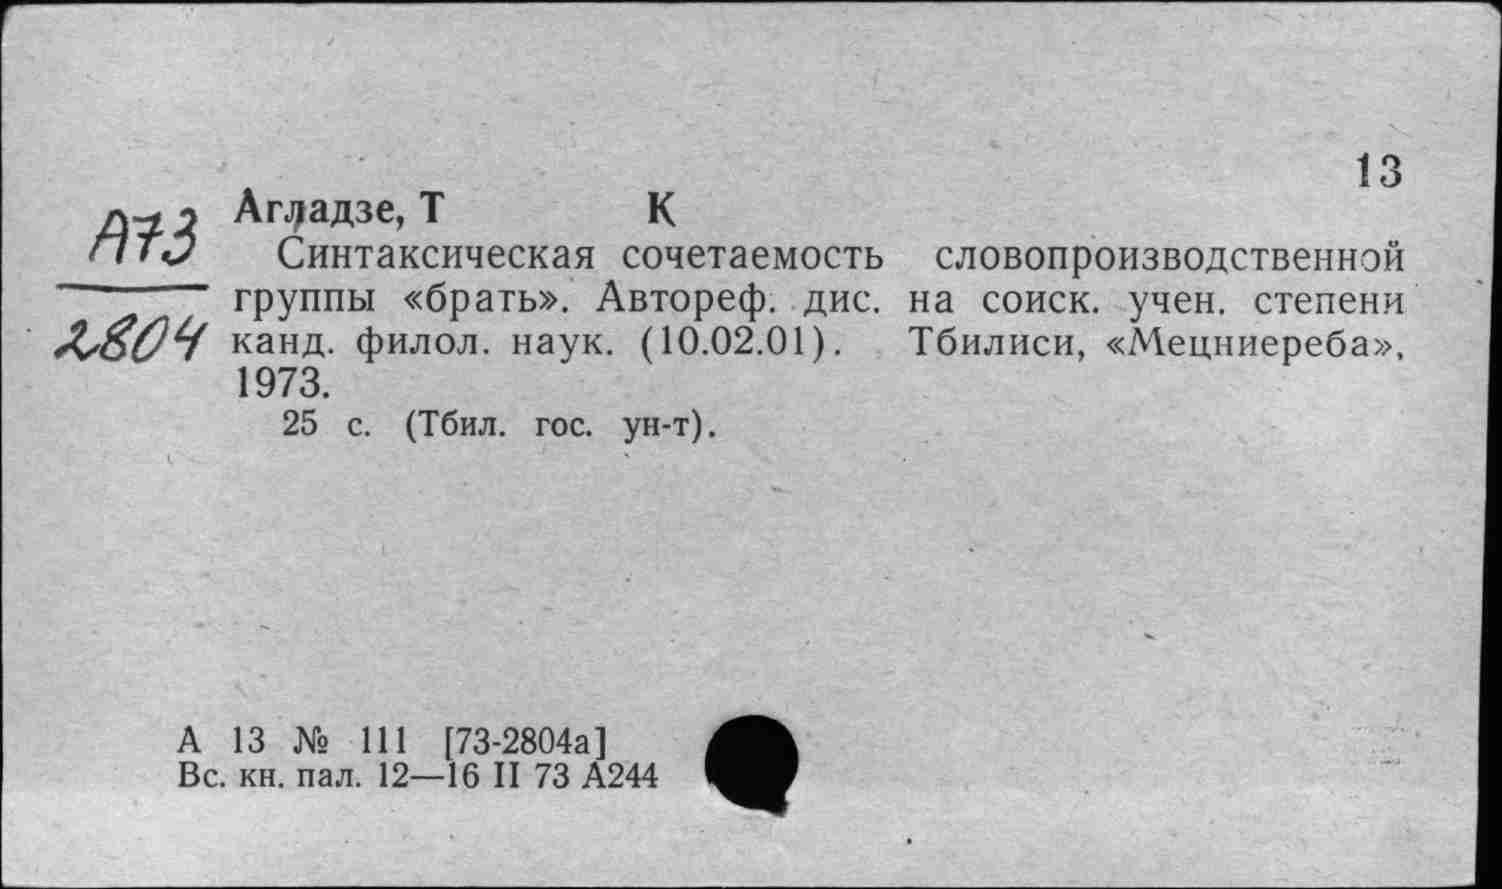 13
А73
2804
Агладзе, Т К
Синтаксическая сочетаемость словопроизводственной
группы «брать». Автореф. дис. на соиск. учен. степени
канд. филол. наук. (10.02.01). Тбилиси, «Мецниереба»,
1973.
25 с. (Тбил. гос. ун-т).
А 13 № 111 [73-2804а]
Вс. кн. пал. 12—16 II 73 А244